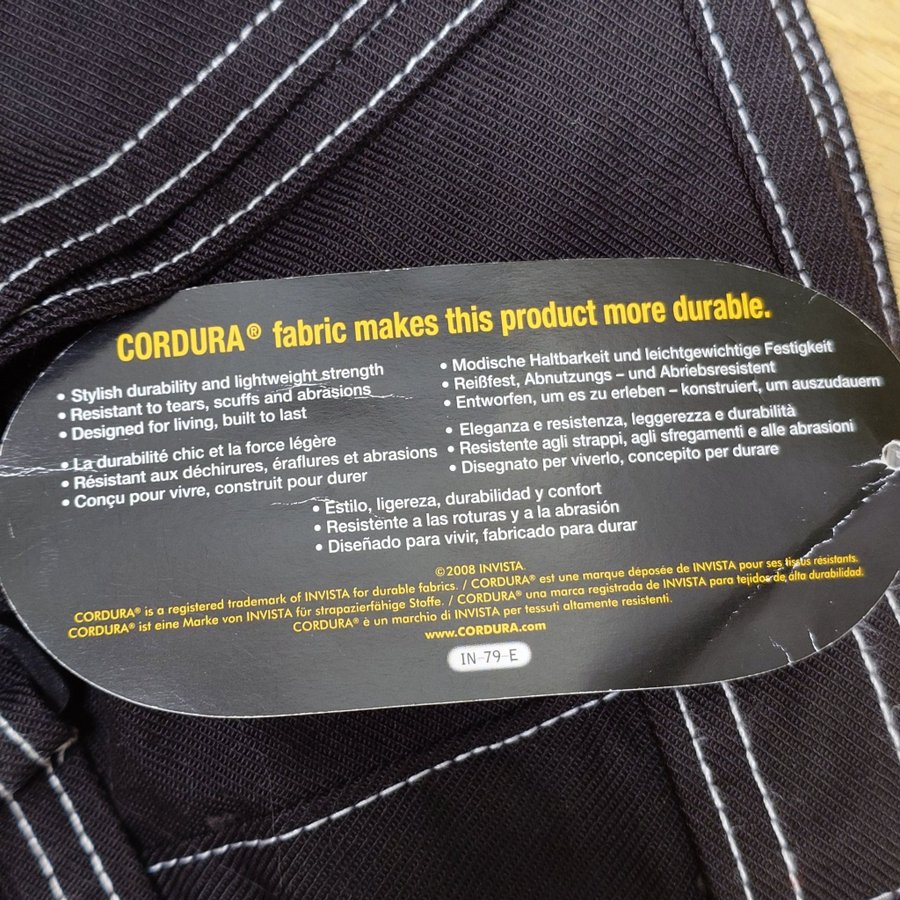 CORDURA® fabric makes this product more durable.
• Stylish durability and lightweight strength
• Resistant to tears, scuffs and abrasions
• Designed for living, built to last
• La durabilité chic et la force légère
• Résistant aux déchirures, éraflures et abrasions
• Conçu pour vivre, construit pour durer
• Modische Haltbarkeit und leichtgewichtige Festigkeit
• Reißfest, Abnutzungs – und Abriebsresistent
• Entworfen, um es zu erleben – konstruiert, um auszudauern
• Eleganza e resistenza, leggerezza e durabilità
• Resistente agli strappi, agli sfregamenti e alle abrasioni
• Disegnato per viverlo, concepito per durare
• Estilo, ligereza, durabilidad y confort
• Resistente a las roturas y a la abrasión
• Diseñado para vivir, fabricado para durar
©2008 INVISTA.
CORDURA® is a registered trademark of INVISTA for durable fabrics. / CORDURA® est une marque déposée de INVISTA pour ses tissus résistants.
CORDURA® ist eine Marke von INVISTA für strapazierfähige Stoffe. / CORDURA® una marca registrada de INVISTA para tejidos de alta durabilidad.
CORDURA® è un marchio di INVISTA per tessuti altamente resistenti.
www.CORDURA.com
IN-79-E